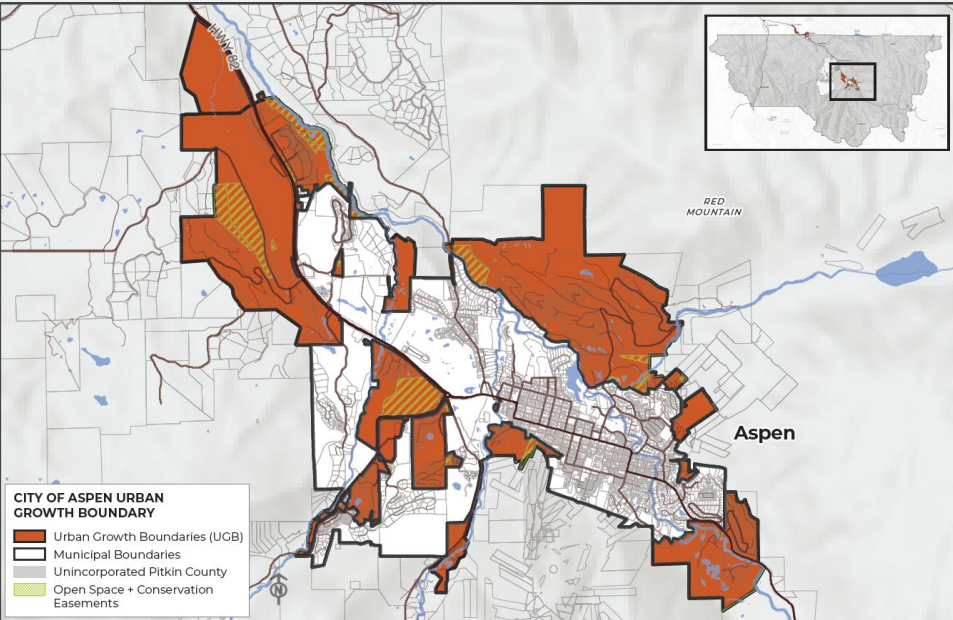 HWY 82
RED
MOUNTAIN
Aspen
CITY OF ASPEN URBAN
GROWTH BOUNDARY
Urban Growth Boundaries (UGB)
Municipal Boundaries
Unincorporated Pitkin County
Open Space + Conservation
Easements
N